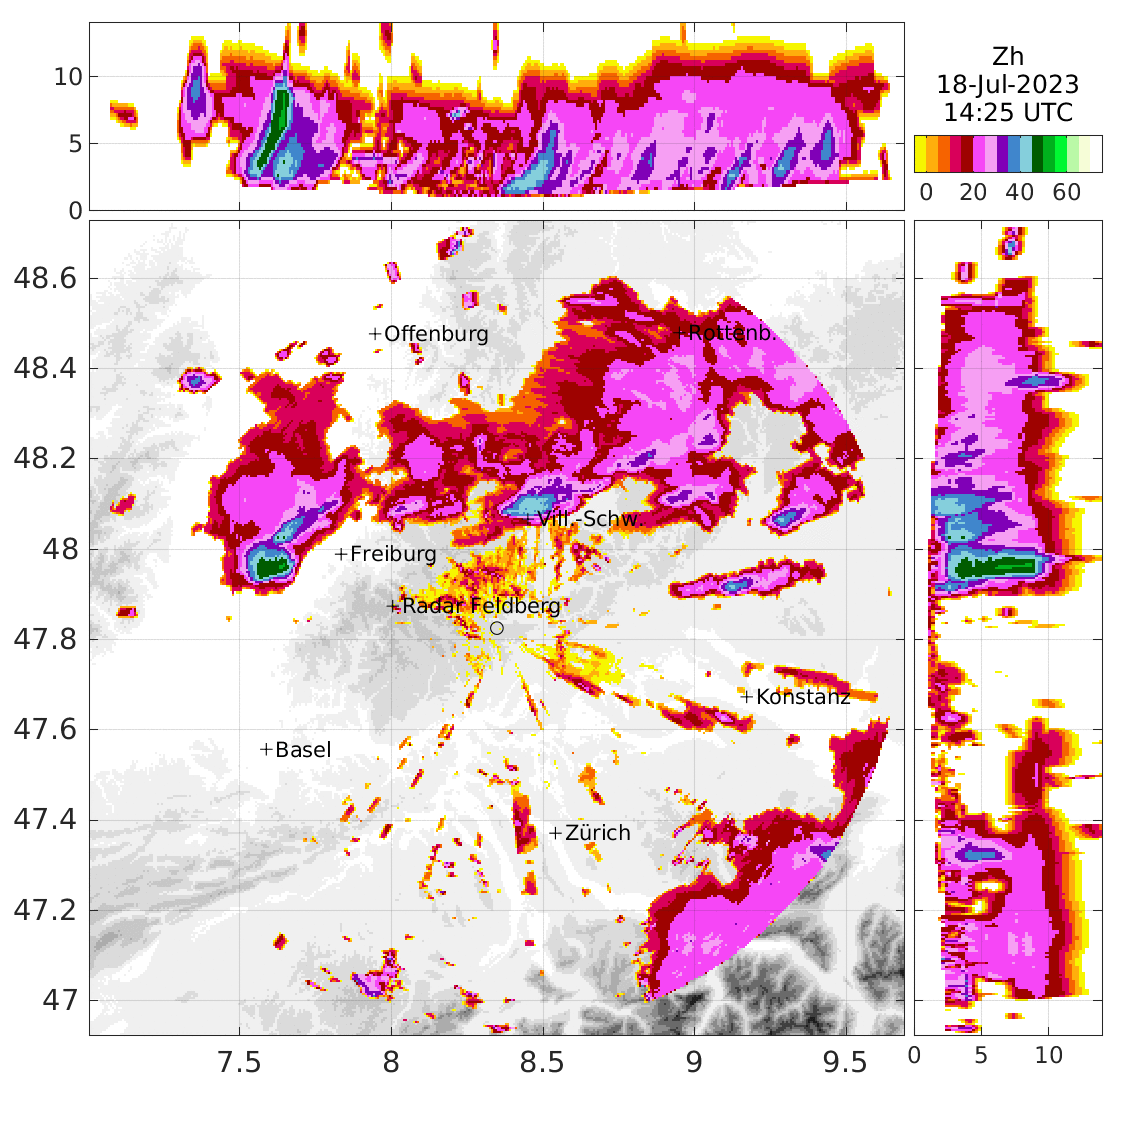 10
5
0
Zh
18-Jul-2023
14:25 UTC
0 20 40 60
48.6
48.4
48.2
48
47.8
47.6
47.4
47.2
47
+Offenburg
+Rottenb.
+Vill.-Schw.
+Freiburg
+Radar Feldberg
+Konstanz
+Basel
+Zürich
7.5 8 8.5 9 9.5
0 5 10